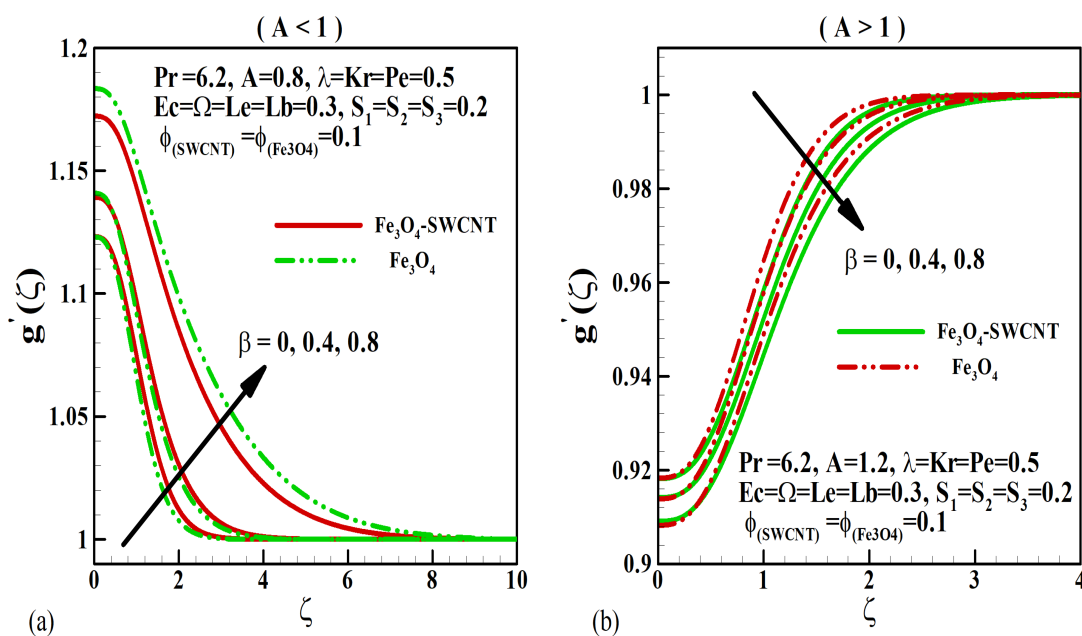 ( A < 1 )
1.2
1.15
1.1
1.05
1
g'(ζ)
Pr =6.2, A=0.8, λ=Kr=Pe=0.5
Ec=Ω=Le=Lb=0.3, S₁=S₂=S₃=0.2
ϕ(SWCNT) =ϕ(Fe3O4)=0.1
Fe₃O₄-SWCNT
Fe₃O₄
β = 0, 0.4, 0.8
0 2 4 6 8 10
ζ
(a)
( A > 1 )
1
0.98
0.96
0.94
0.92
0.9
g'(ζ)
β = 0, 0.4, 0.8
Fe₃O₄-SWCNT
Fe₃O₄
Pr=6.2, A=1.2, λ=Kr=Pe=0.5
Ec=Ω=Le=Lb=0.3, S₁=S₂=S₃=0.2
ϕ(SWCNT) =ϕ(Fe3O4)=0.1
0 1 2 3 4
ζ
(b)